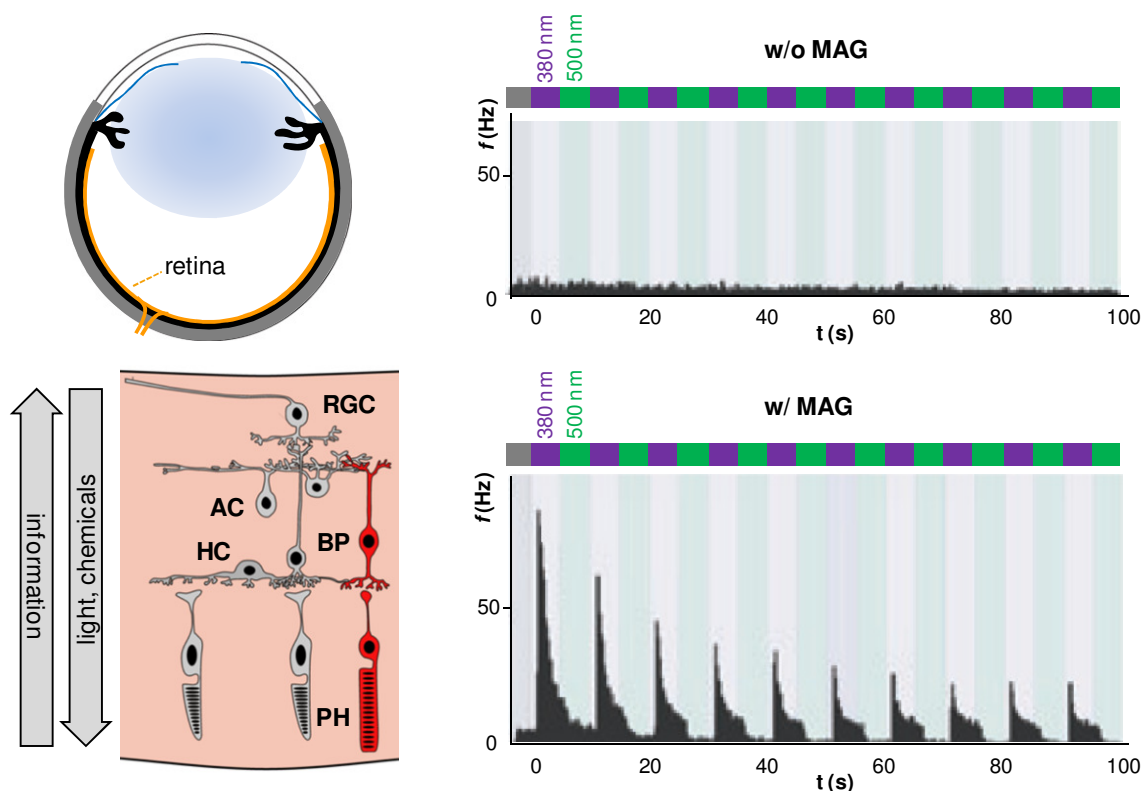 retina
information
light, chemicals
RGC
AC
BP
HC
PH
380 nm
500 nm
w/o MAG
f (Hz)
50
0
0 20 40 60 80 100
t (s)
380 nm
500 nm
w/ MAG
f (Hz)
50
0
0 20 40 60 80 100
t (s)